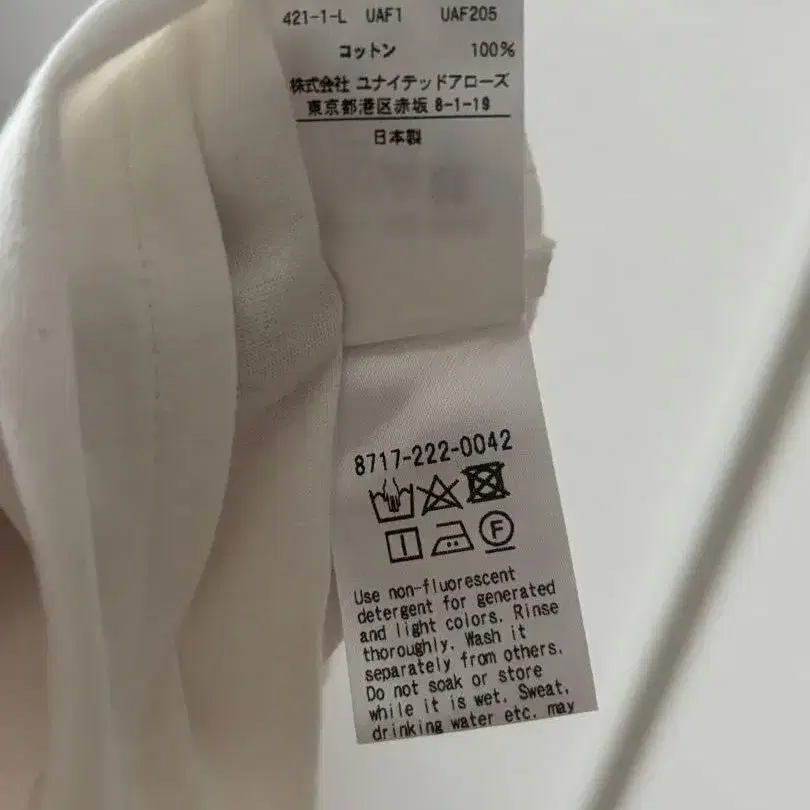 421-1-L UAF1 UAF205
コットン 100%
株式会社 ユナイテッドアローズ
東京都港区赤坂 8-1-19
日本製
8717-222-0042
F
Use non-fluorescent
detergent for generated
and light colors. Rinse
thoroughly. Wash it
separately from others.
Do not soak or store
while it is wet. Sweat,
drinking water etc. may